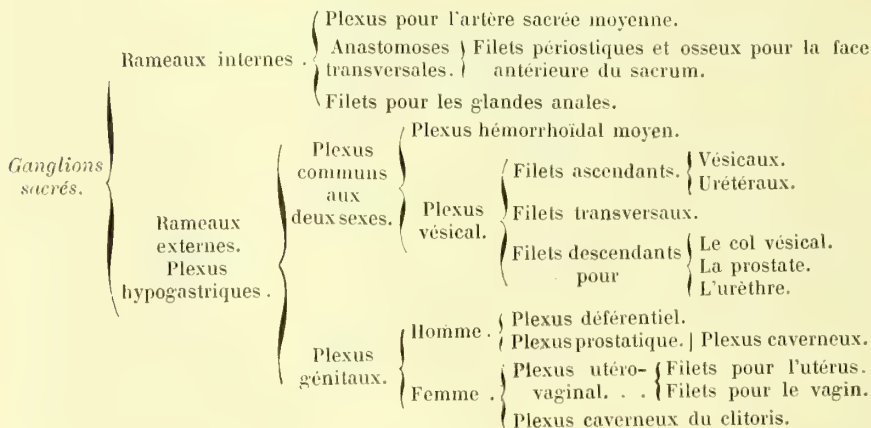 Plexus pour l'artère sacrée moyenne.
Rameaux internes .
Anastomoses
transversales.
Filets périostiques et osseux pour la face
antérieure du sacrum.
Filets pour les glandes anales.
Ganglions
sacrés.
Rameaux
externes.
Plexus
hypogastriques .
Plexus
communs
aux
deux sexes.
Plexus hémorrhoïdal moyen.
Plexus
vésical.
Filets ascendants.
Vésicaux.
Urétéraux.
Filets transversaux.
Filets descendants
pour
Le col vésical.
La prostate.
L'urèthre.
Plexus
génitaux.
Homme .
Plexus déférentiel.
Plexus prostatique. | Plexus caverneux.
Femme .
Plexus utéro-
vaginal. . .
Filets pour l'utérus.
Filets pour le vagin.
Plexus caverneux du clitoris.